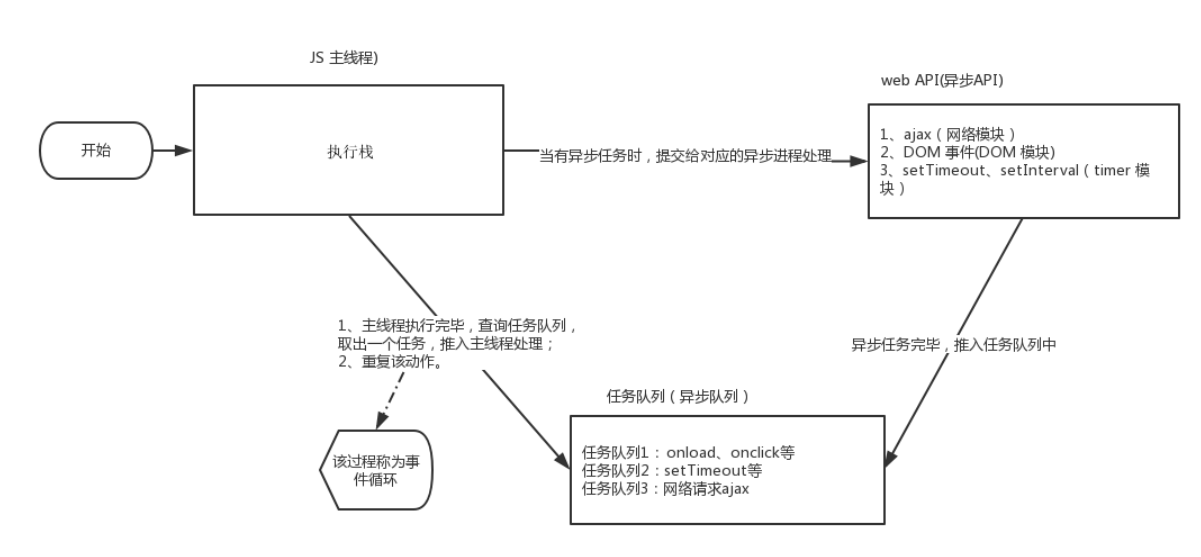 JS 主线程)
web API(异步API)
开始
执行栈
当有异步任务时，提交给对应的异步进程处理
1、ajax（网络模块）
2、DOM 事件(DOM 模块)
3、setTimeout、setInterval（timer 模
块）
1、主线程执行完毕，查询任务队列，
取出一个任务，推入主线程处理；
2、重复该动作。
异步任务完毕，推入任务队列中
任务队列（异步队列）
该过程称为事
件循环
任务队列1：onload、onclick等
任务队列2：setTimeout等
任务队列3：网络请求ajax